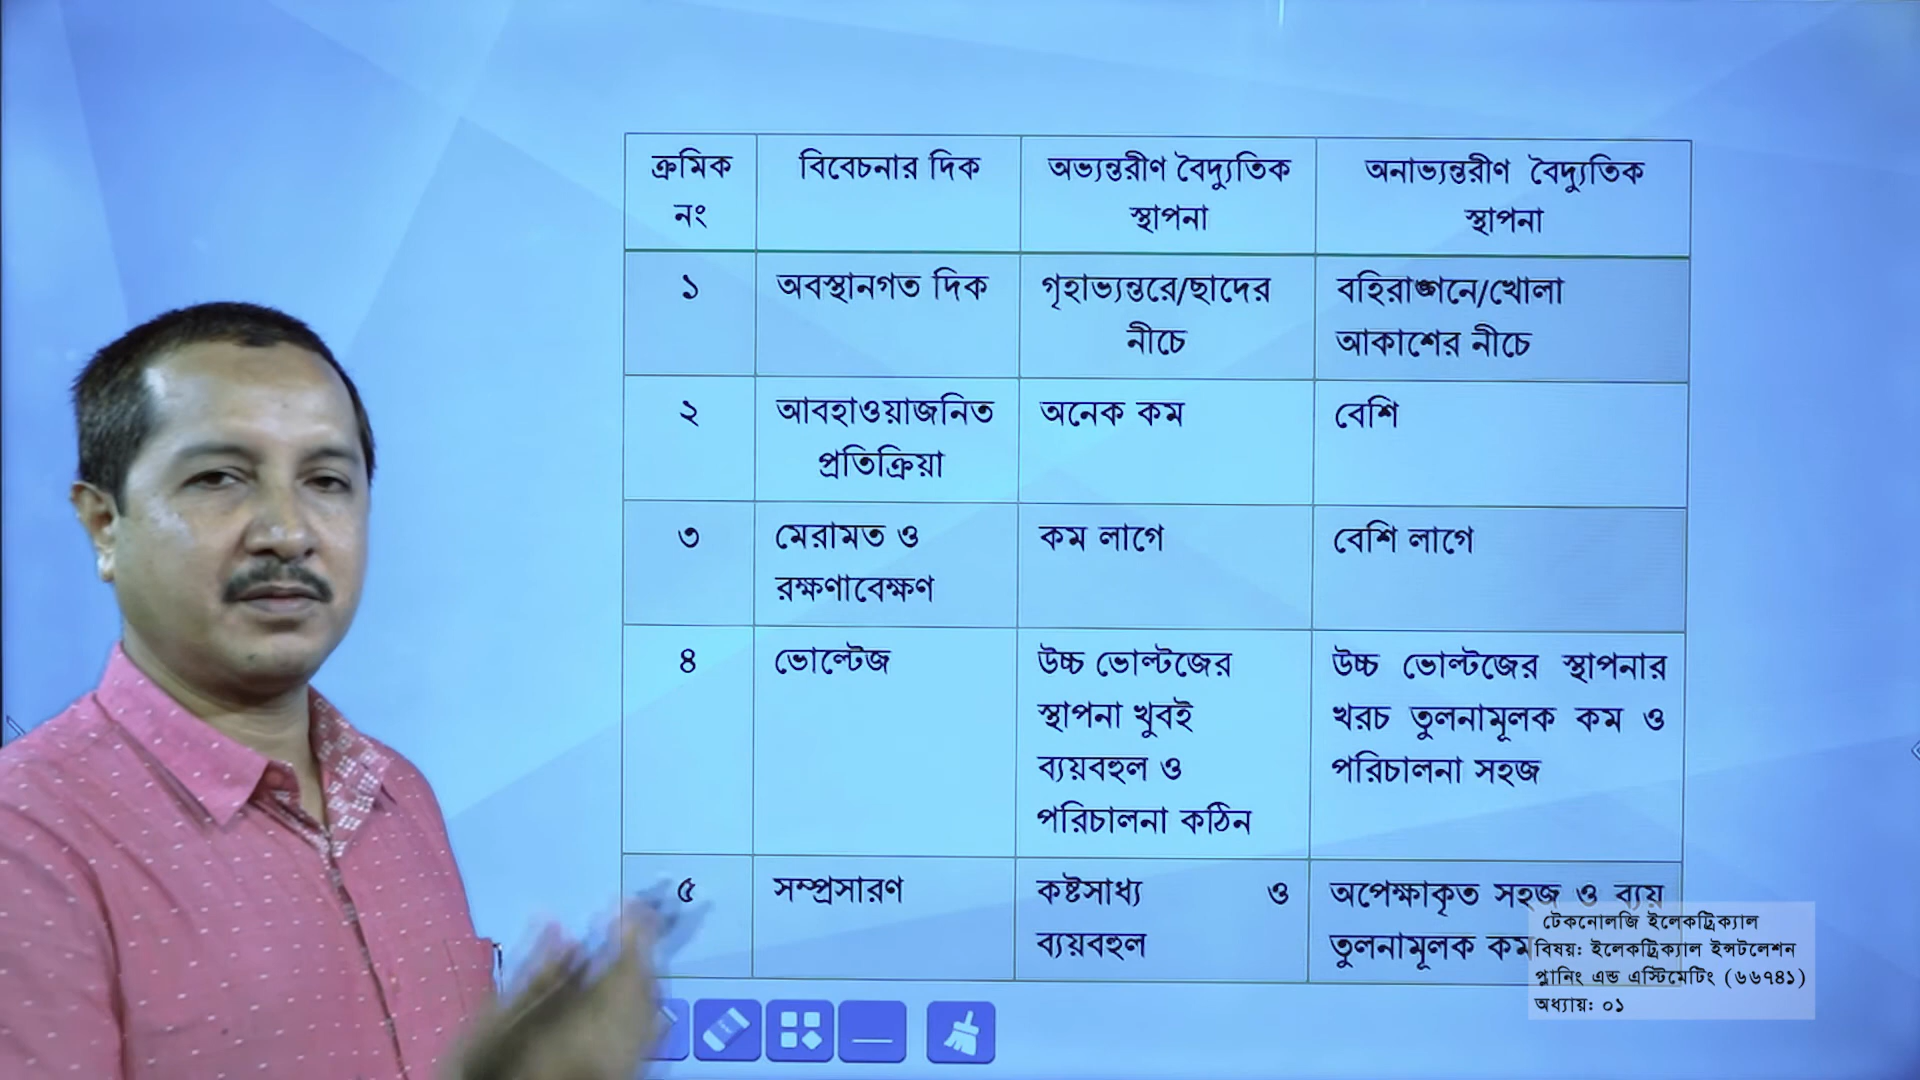 ক্রমিক নং
বিবেচনার দিক
অভ্যন্তরীণ বৈদ্যুতিক
স্থাপনা
অনাভ্যন্তরীণ বৈদ্যুতিক
স্থাপনা
১
অবস্থানগত দিক
গৃহাভ্যন্তরে/ছাদের
নীচে
বহিরাঙ্গনে/খোলা
আকাশের নীচে
২
আবহাওয়াজনিত
প্রতিক্রিয়া
অনেক কম
বেশি
৩
মেরামত ও
রক্ষণাবেক্ষণ
কম লাগে
বেশি লাগে
৪
ভোল্টেজ
উচ্চ ভোল্টজের
স্থাপনা খুবই
ব্যয়বহুল ও
পরিচালনা কঠিন
উচ্চ ভোল্টজের স্থাপনার
খরচ তুলনামূলক কম ও
পরিচালনা সহজ
৫
সম্প্রসারণ
কষ্টসাধ্য ও
ব্যয়বহুল
অপেক্ষাকৃত সহজ ও ব্যয়
তুলনামূলক কম
টেকনোলজি ইলেকট্রিক্যাল
বিষয়: ইলেকট্রিক্যাল ইন্সটলেশন
প্লানিং এন্ড এস্টিমেটিং (৬৬৭৪১)
অধ্যায়: ০১